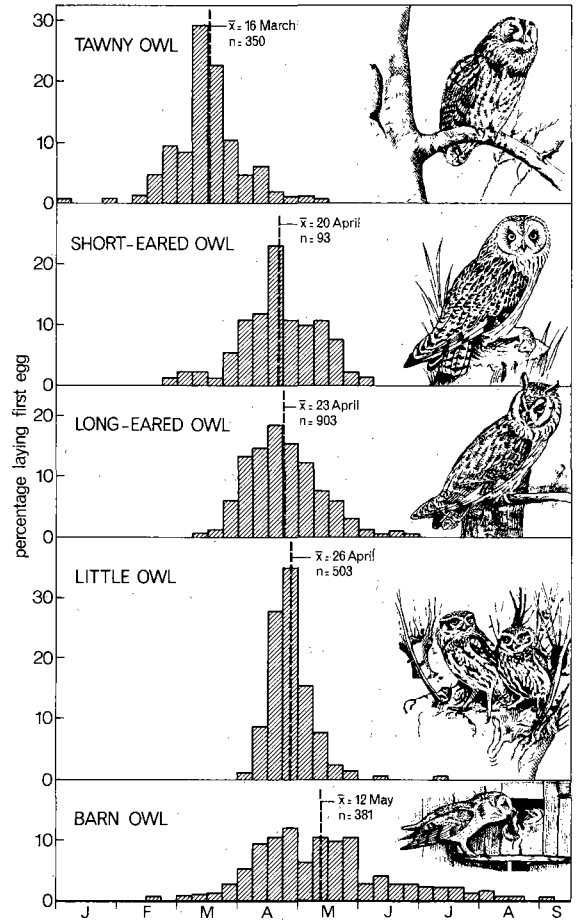 percentage laying first egg
30
20
10
0
TAWNY OWL
x̄ = 16 March
n = 350
20
10
0
SHORT-EARED OWL
x̄ = 20 April
n = 93
20
10
0
LONG-EARED OWL
x̄ = 23 April
n = 903
30
20
10
0
LITTLE OWL
x̄ = 26 April
n = 503
10
0
BARN OWL
x̄ = 12 May
n = 381
J F M A M J J A S